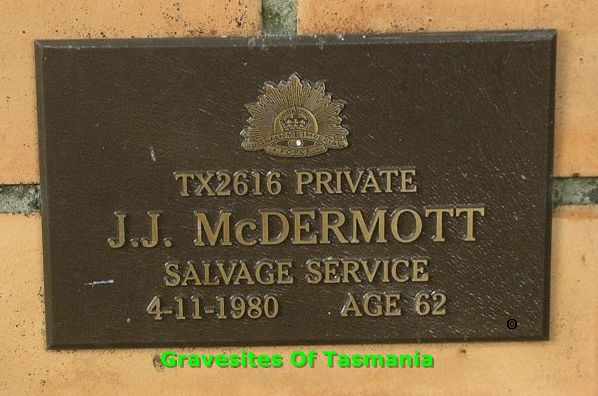 TX2616 PRIVATE
J.J. McDERMOTT
SALVAGE SERVICE
4-11-1980 AGE 62
Gravesites Of Tasmania